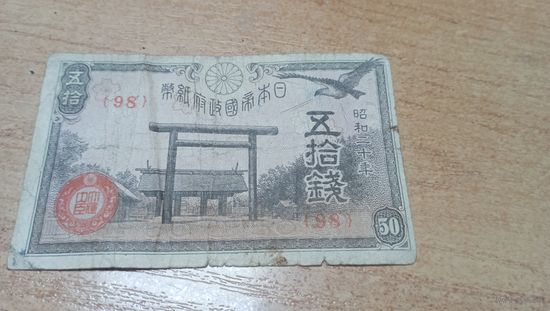 日本帝國政府紙幣
五拾
(98)
昭和二十年
五拾錢
(98)
50